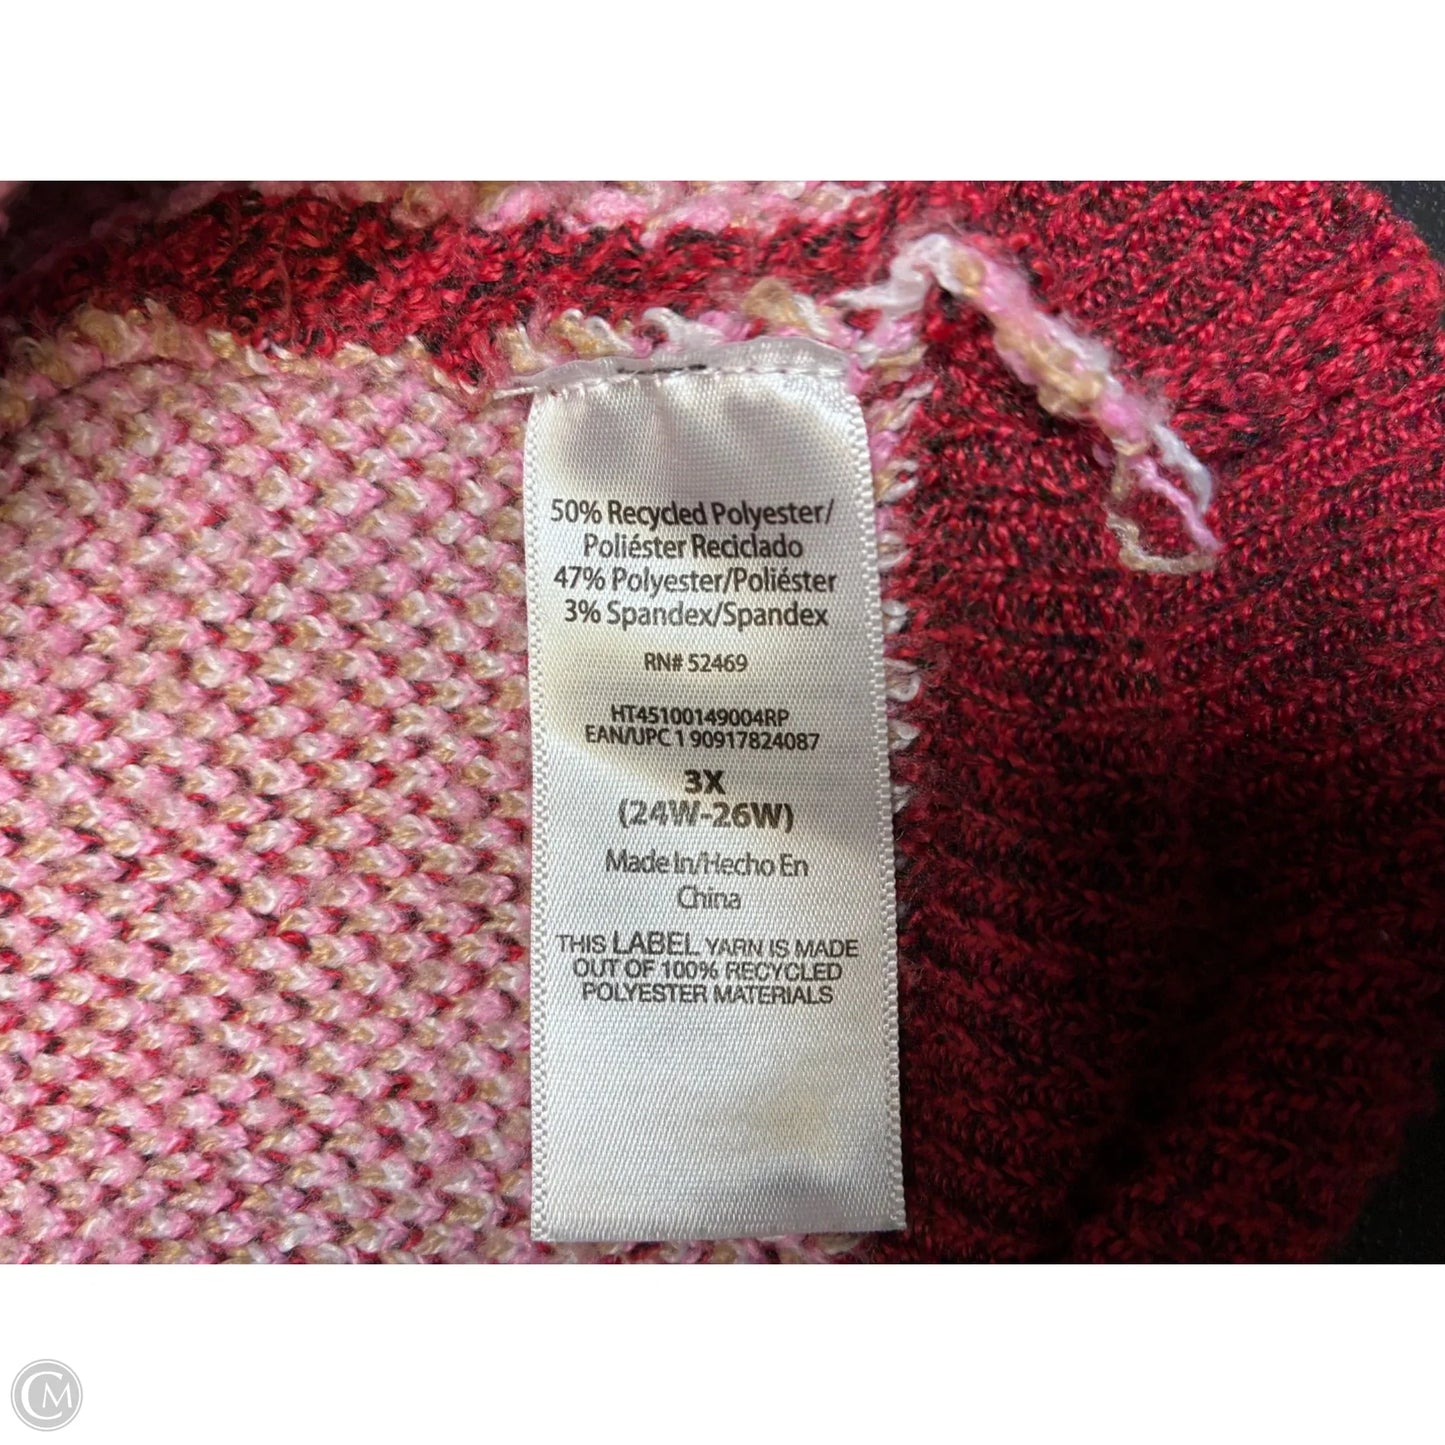 50% Recycled Polyester/
Poliéster Reciclado
47% Polyester/Poliéster
3% Spandex/Spandex
RN# 52469
HT45100149004RP
EAN/UPC 1 90917824087
3X
(24W-26W)
Made In/Hecho En
China
THIS LABEL YARN IS MADE
OUT OF 100% RECYCLED
POLYESTER MATERIALS
CM